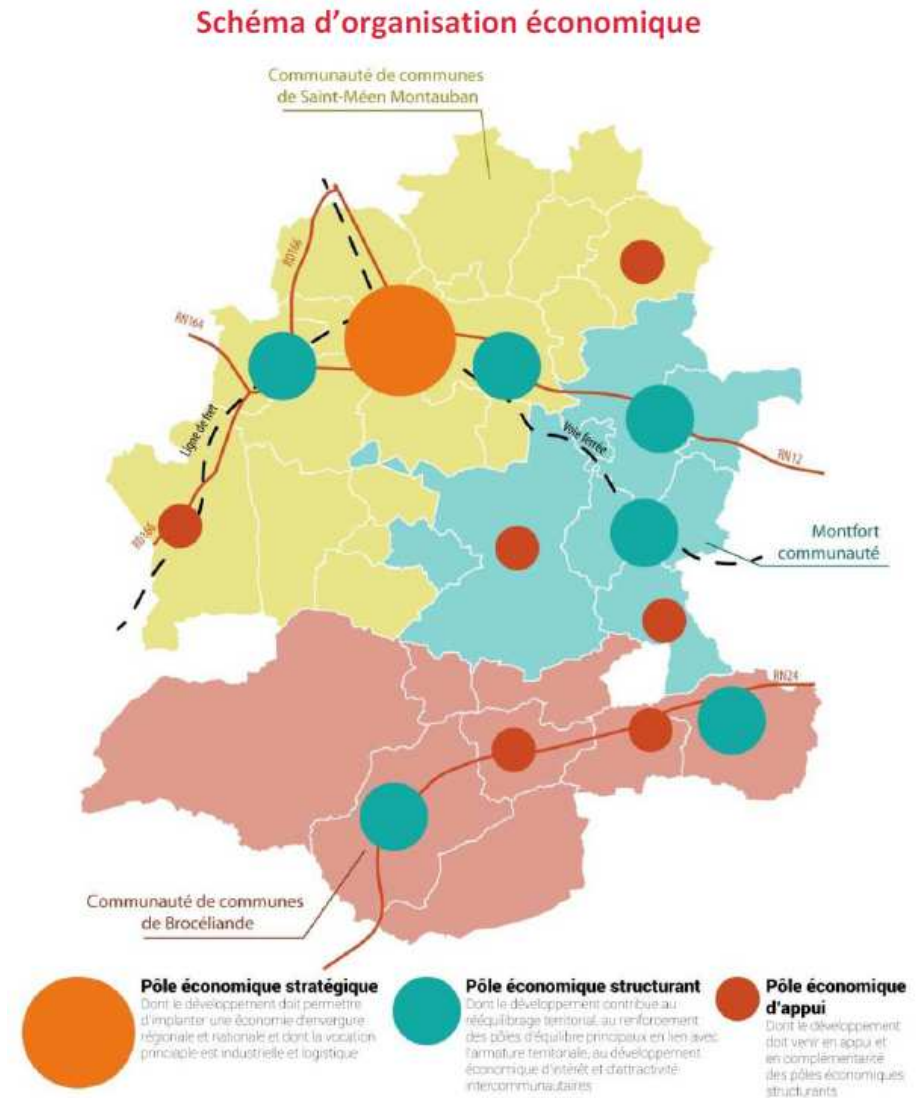 Schéma d'organisation économique
Communauté de communes
de Saint-Méen Montauban
RD166
RN164
Ligne de fret
Voie ferrée
RN12
RD166
Montfort
communauté
RN24
Communauté de communes
de Brocéliande
Pôle économique stratégique
Dont le développement doit permettre
d'implanter une économie d'envergure
régionale et nationale et dont la vocation
principale est industrielle et logistique
Pôle économique structurant
Dont le développement contribue au
rééquilibrage territorial, au renforcement
des pôles d'équilibre principaux en lien avec
l'armature territoriale, au développement
économique d'intérêt et d'attractivité
intercommunautaires
Pôle économique
d'appui
Dont le développement
doit venir en appui et
en complémentarité
des pôles économiques
structurants